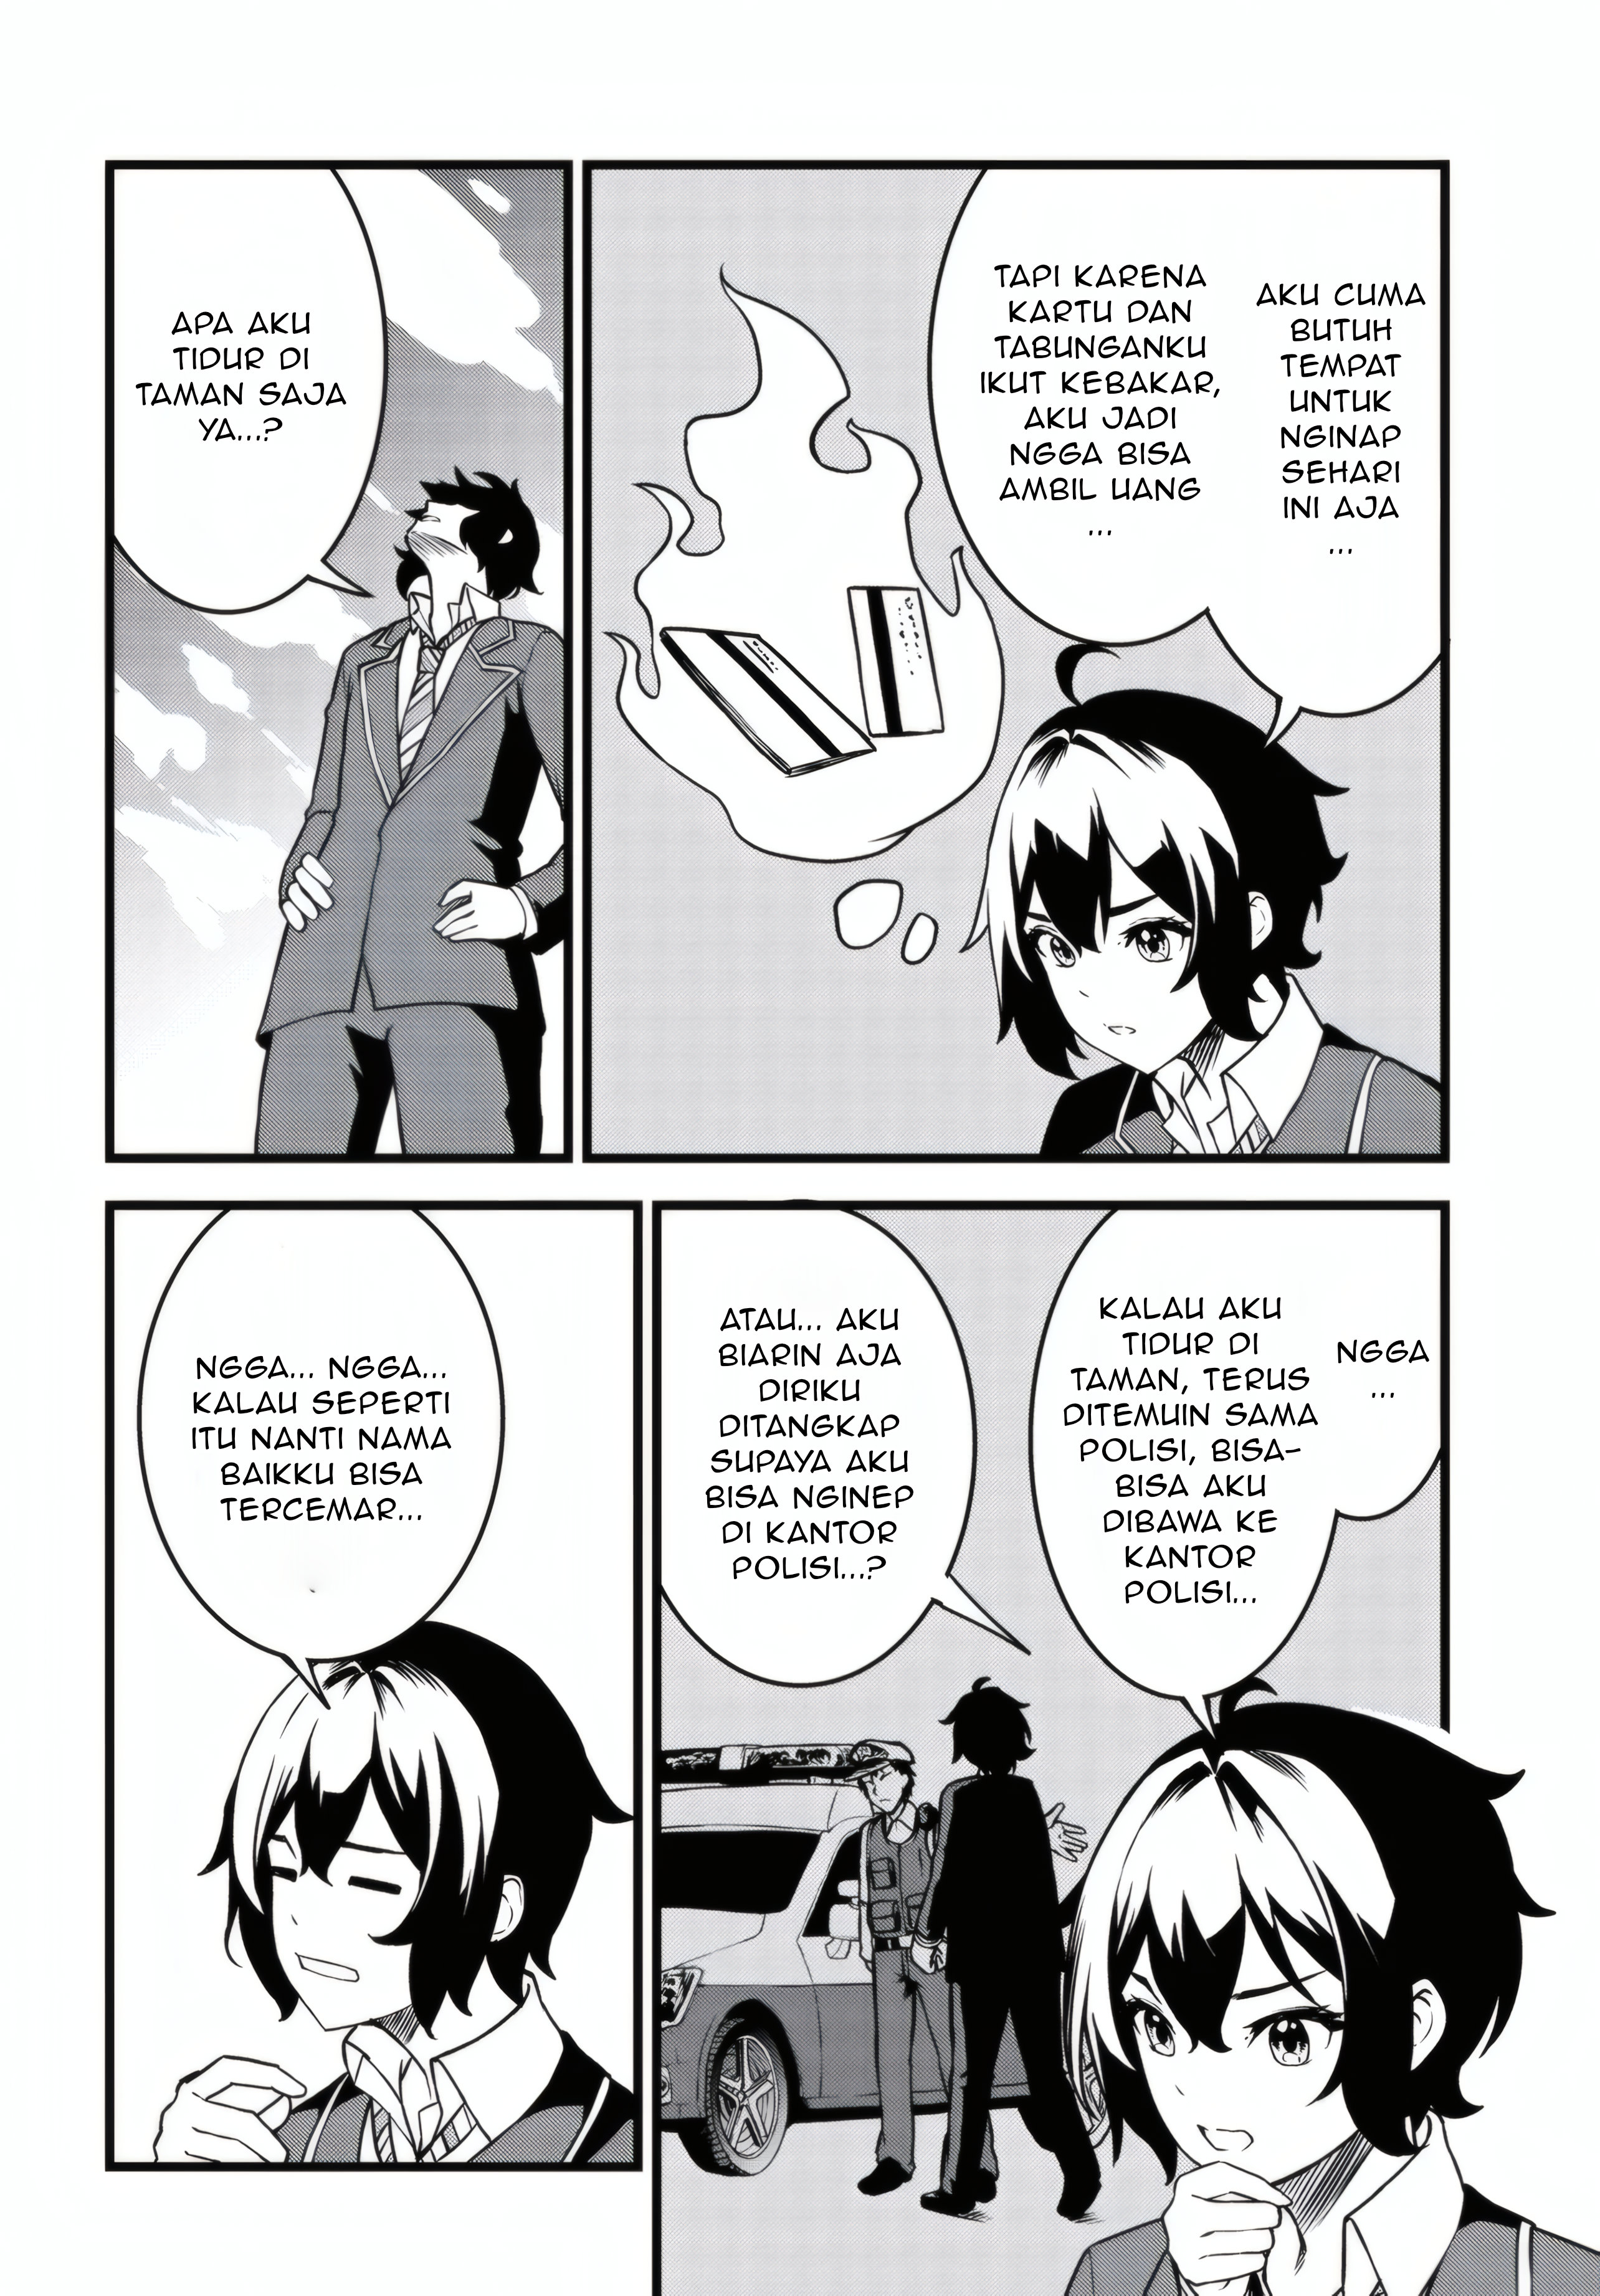 AKU CUMA
BUTUH
TEMPAT
UNTUK
NGINAP
SEHARI
INI AJA
...
TAPI KARENA
KARTU DAN
TABUNGANKU
IKUT KEBAKAR,
AKU JADI
NGGA BISA
AMBIL UANG
...
APA AKU
TIDUR DI
TAMAN SAJA
YA...?
NGGA
...
KALAU AKU
TIDUR DI
TAMAN, TERUS
DITEMUIN SAMA
POLISI, BISA-
BISA AKU
DIBAWA KE
KANTOR
POLISI...
ATAU... AKU
BIARIN AJA
DIRIKU
DITANGKAP
SUPAYA AKU
BISA NGINEP
DI KANTOR
POLISI...?
NGGA... NGGA...
KALAU SEPERTI
ITU NANTI NAMA
BAIKKU BISA
TERCEMAR...